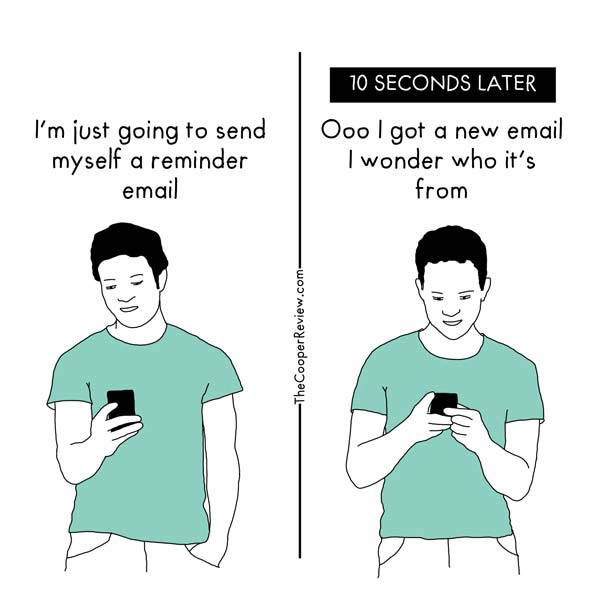 I'm just going to send
myself a reminder
email
10 SECONDS LATER
Ooo I got a new email
I wonder who it's
from
TheCooperReview.com